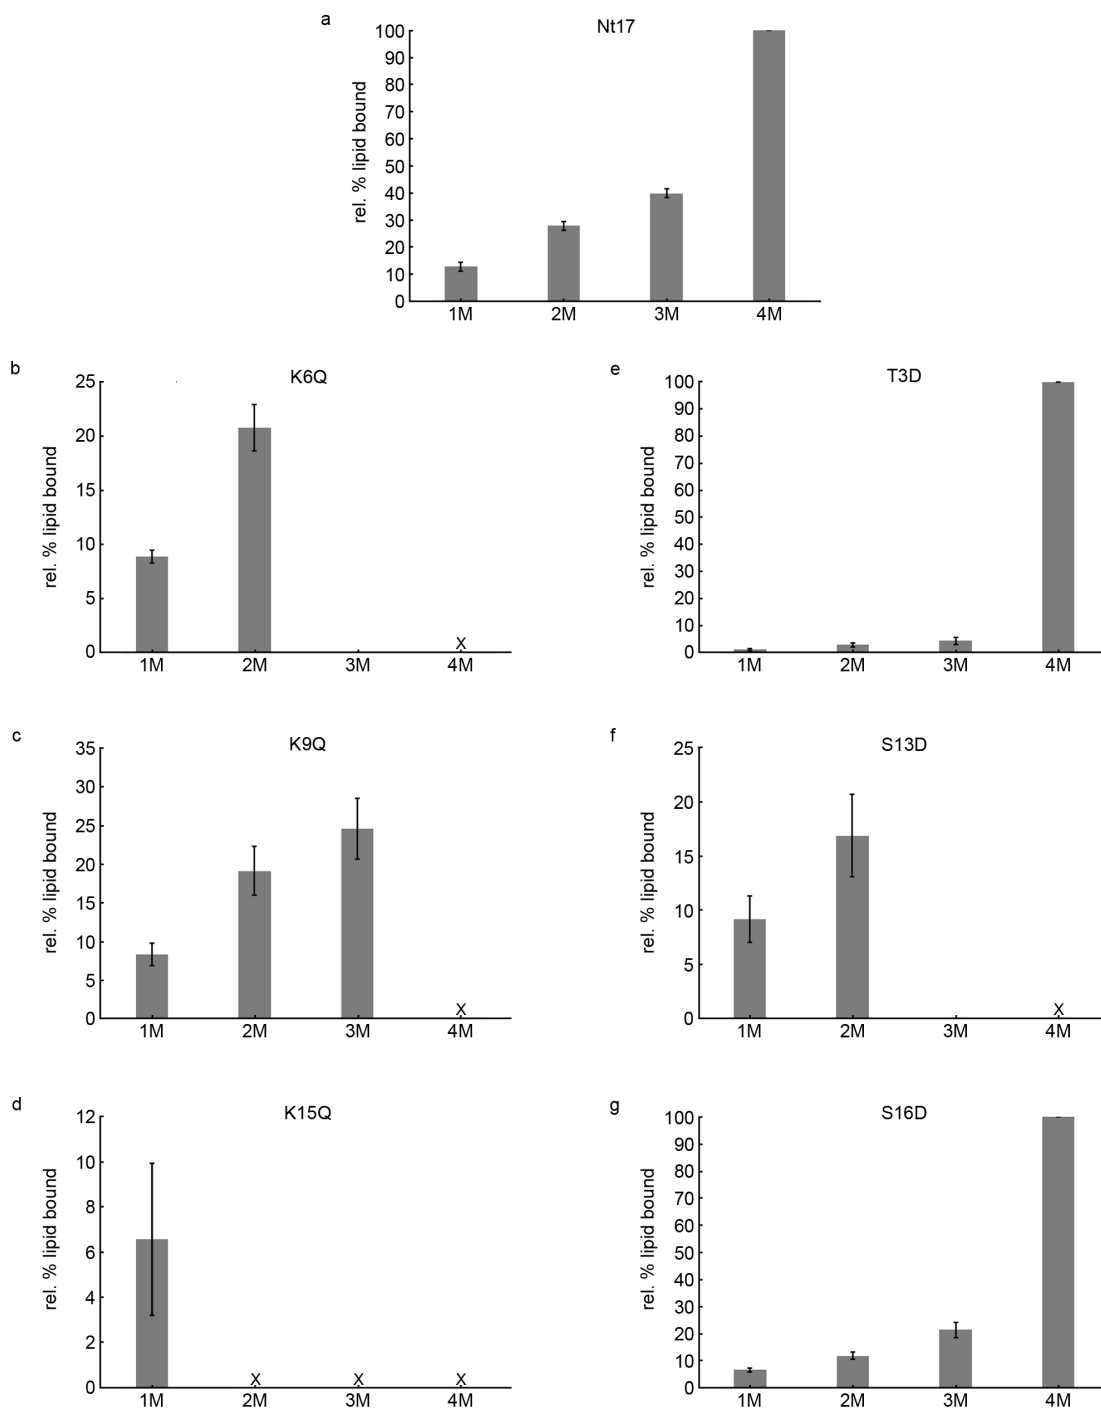 a
Nt17
rel. % lipid bound
100
90
80
70
60
50
40
30
20
10
0
1M 2M 3M 4M
b
K6Q
rel. % lipid bound
25
20
15
10
5
0
X
1M 2M 3M 4M
e
T3D
rel. % lipid bound
100
90
80
70
60
50
40
30
20
10
0
1M 2M 3M 4M
c
K9Q
rel. % lipid bound
35
30
25
20
15
10
5
0
X
1M 2M 3M 4M
f
S13D
rel. % lipid bound
25
20
15
10
5
0
X
1M 2M 3M 4M
d
K15Q
rel. % lipid bound
12
10
8
6
4
2
0
X X X
1M 2M 3M 4M
g
S16D
rel. % lipid bound
100
90
80
70
60
50
40
30
20
10
0
1M 2M 3M 4M